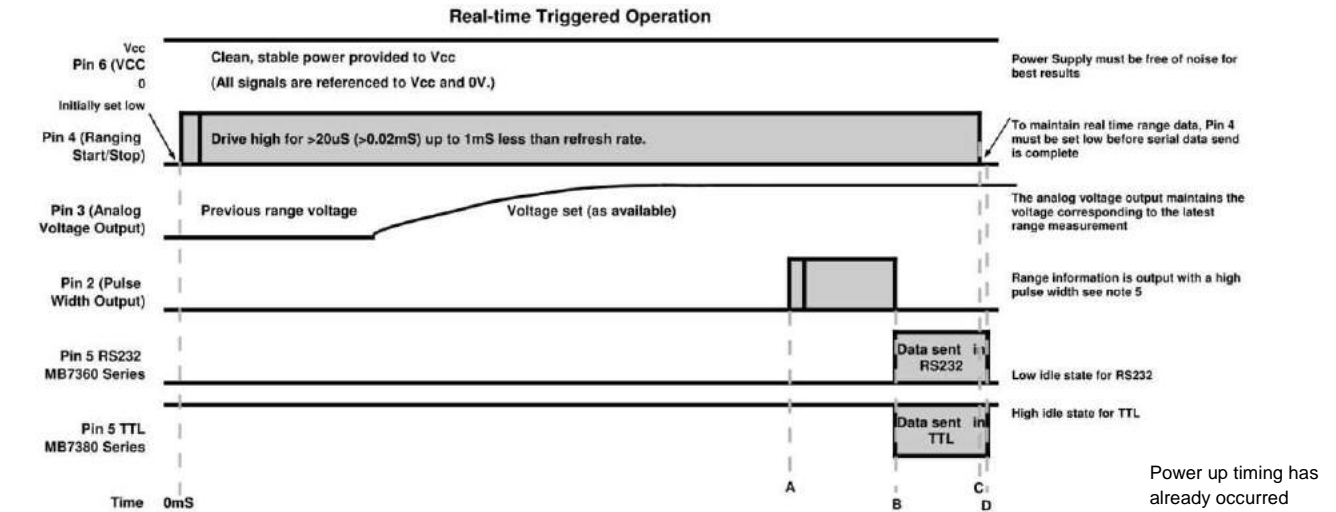 Real-time Triggered Operation
Vcc
Pin 6 (VCC
0
Clean, stable power provided to Vcc
(All signals are referenced to Vcc and 0V.)
Power Supply must be free of noise for
best results
Initially set low
Pin 4 (Ranging
Start/Stop)
Drive high for >20uS (>0.02mS) up to 1mS less than refresh rate.
To maintain real time range data, Pin 4
must be set low before serial data send
is complete
Pin 3 (Analog
Voltage Output)
Previous range voltage
Voltage set (as available)
The analog voltage output maintains the
voltage corresponding to the latest
range measurement
Pin 2 (Pulse
Width Output)
Range information is output with a high
pulse width see note 5
Pin 5 RS232
MB7360 Series
Data sent in
RS232
Low idle state for RS232
Pin 5 TTL
MB7380 Series
Data sent in
TTL
High idle state for TTL
Time 0mS
A
B
C
D
Power up timing has
already occurred